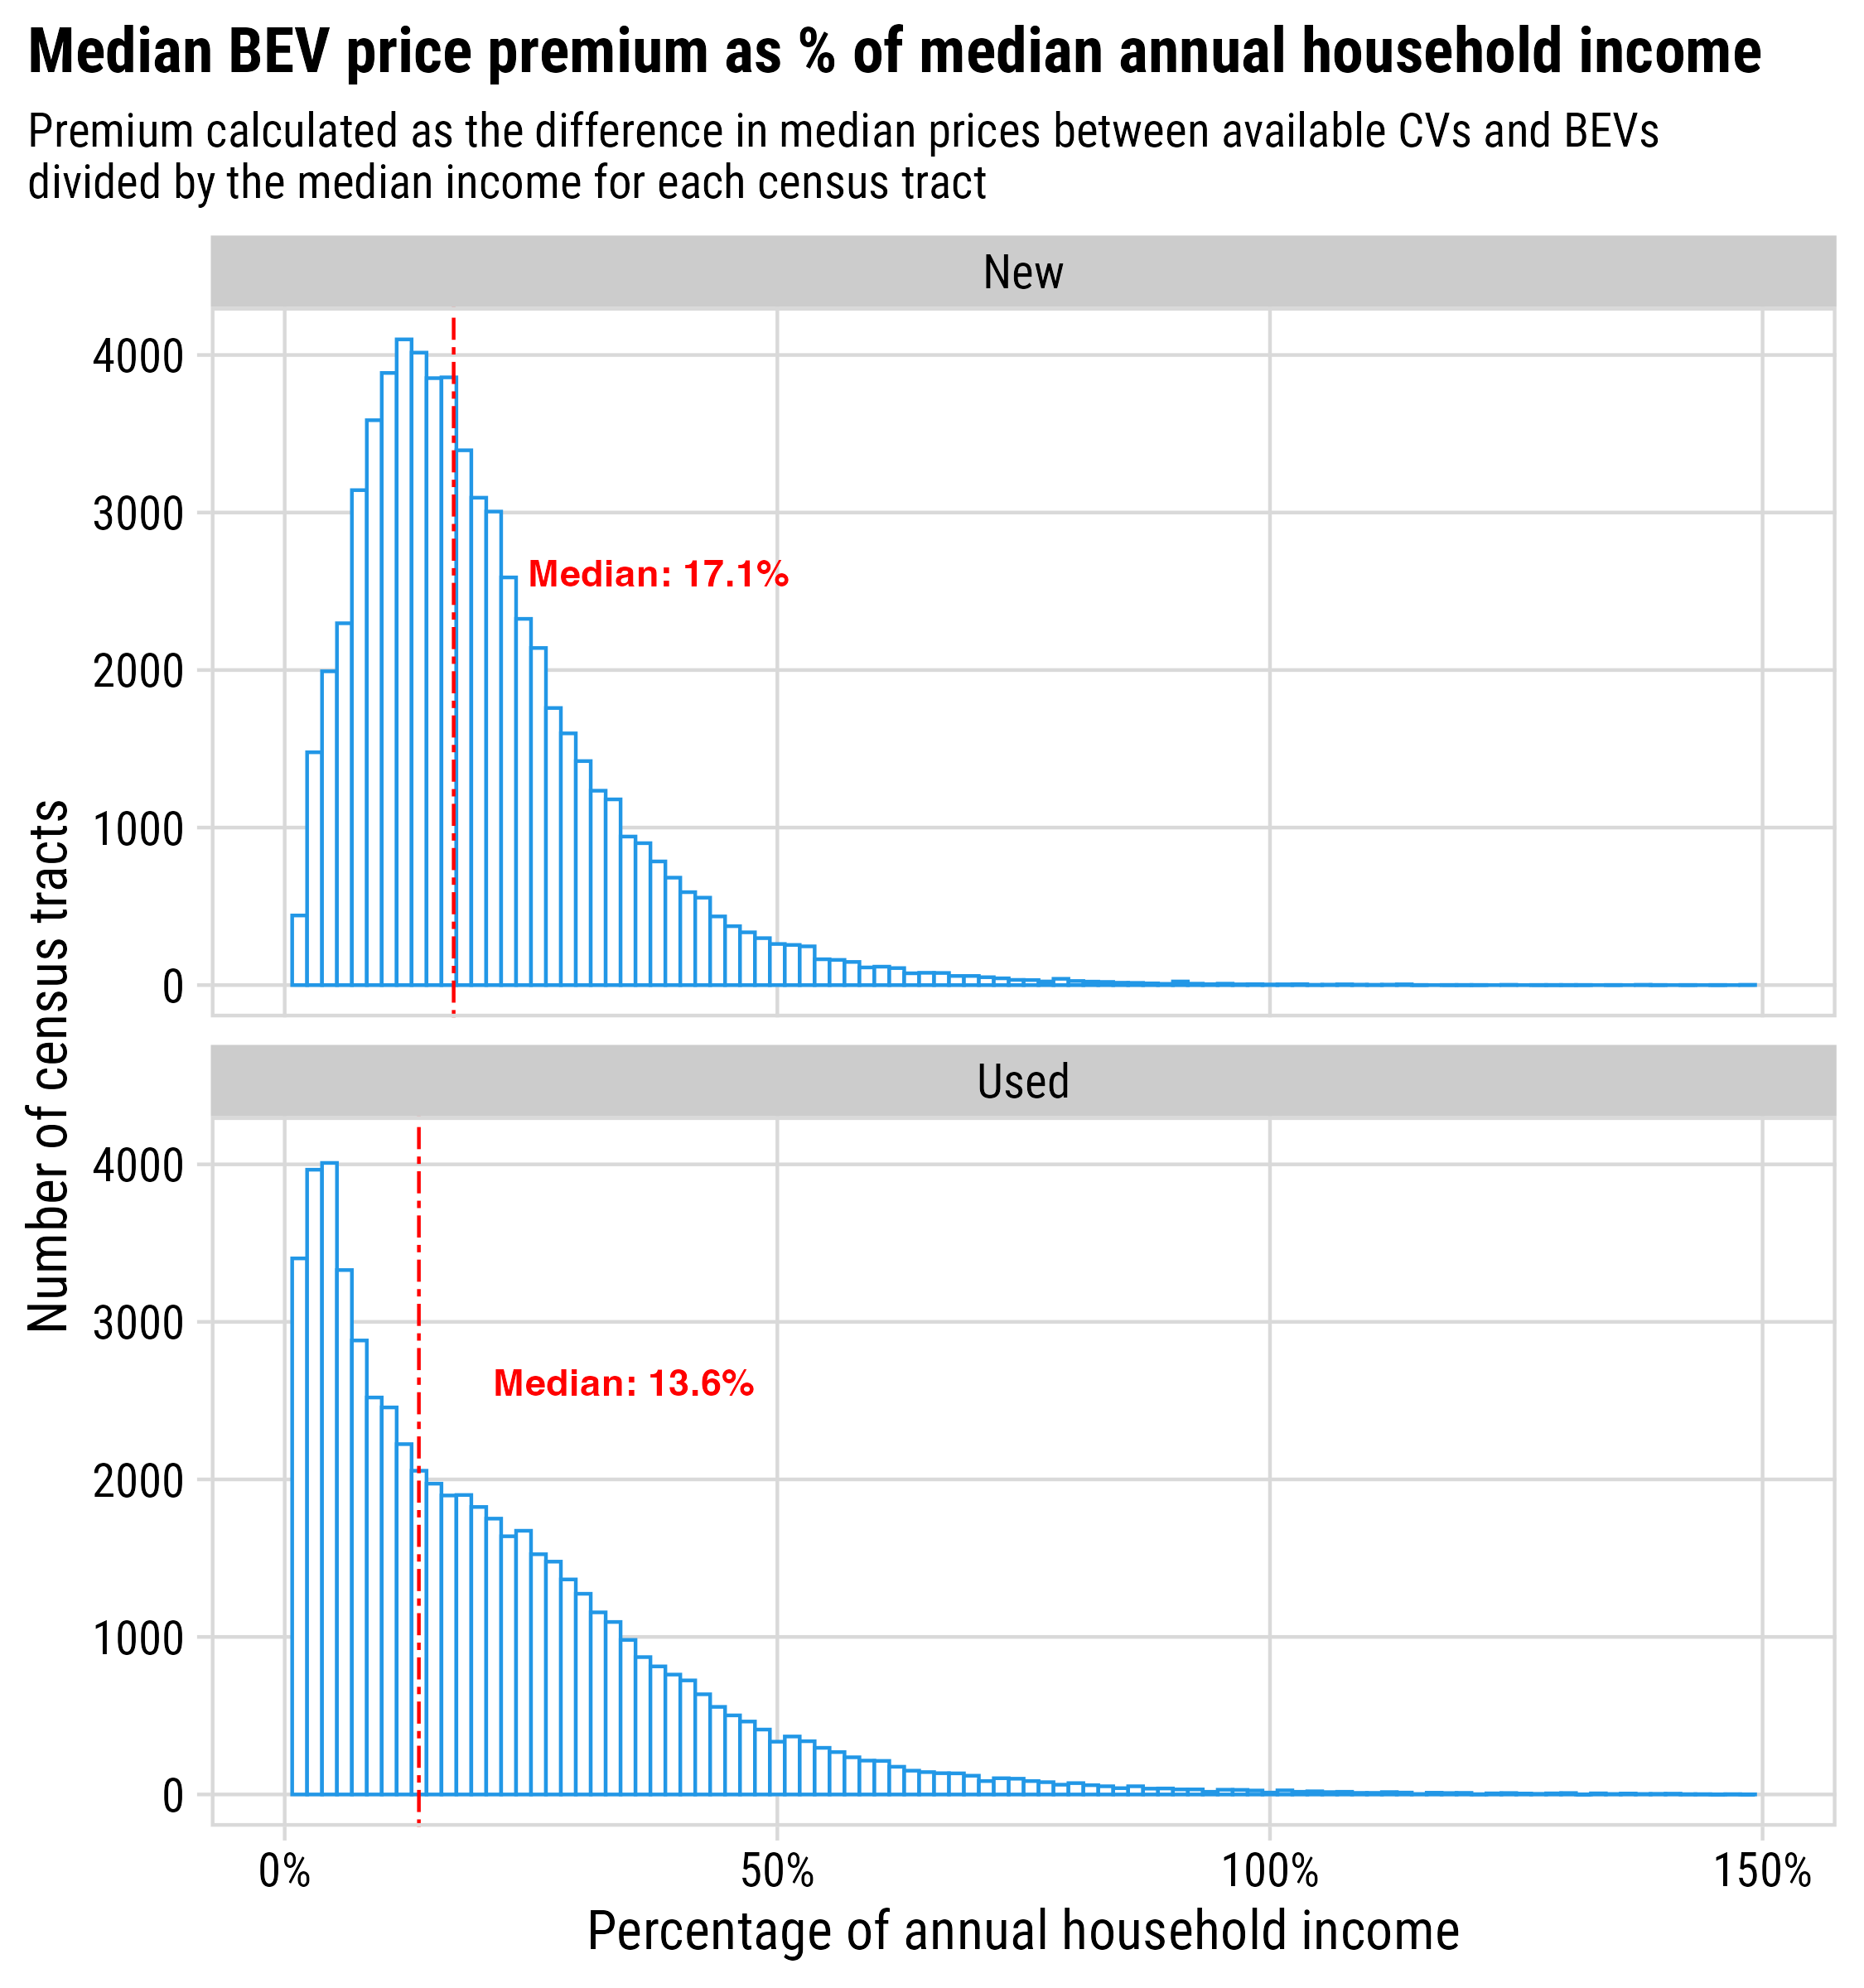 Median BEV price premium as % of median annual household income
Premium calculated as the difference in median prices between available CVs and BEVs
divided by the median income for each census tract
New
4000
3000
2000
1000
0
Median: 17.1%
Number of census tracts
Used
4000
3000
2000
1000
0
Median: 13.6%
0%
50%
100%
150%
Percentage of annual household income